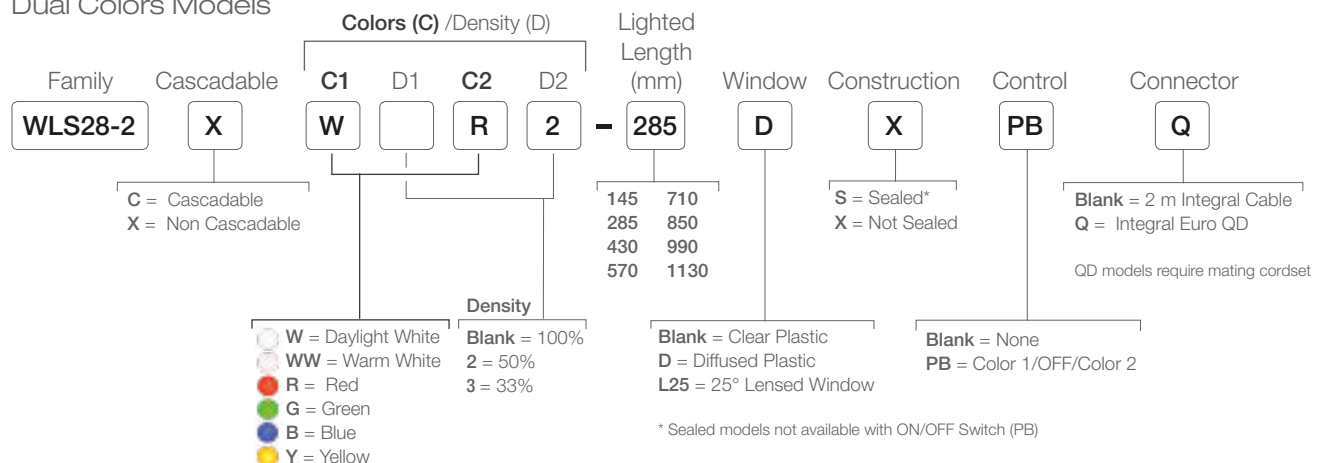 Dual Colors Models
Colors (C) /Density (D)
Lighted
Length
(mm)
Family Cascadable C1 D1 C2 D2 Window Construction Control Connector
WLS28-2 X W R 2 – 285 D X PB Q
C = Cascadable
X = Non Cascadable
145 710
285 850
430 990
570 1130
S = Sealed*
X = Not Sealed
Blank = 2 m Integral Cable
Q = Integral Euro QD
QD models require mating cordset
W = Daylight White
WW = Warm White
R = Red
G = Green
B = Blue
Y = Yellow
Density
Blank = 100%
2 = 50%
3 = 33%
Blank = Clear Plastic
D = Diffused Plastic
L25 = 25° Lensed Window
Blank = None
PB = Color 1/OFF/Color 2
* Sealed models not available with ON/OFF Switch (PB)